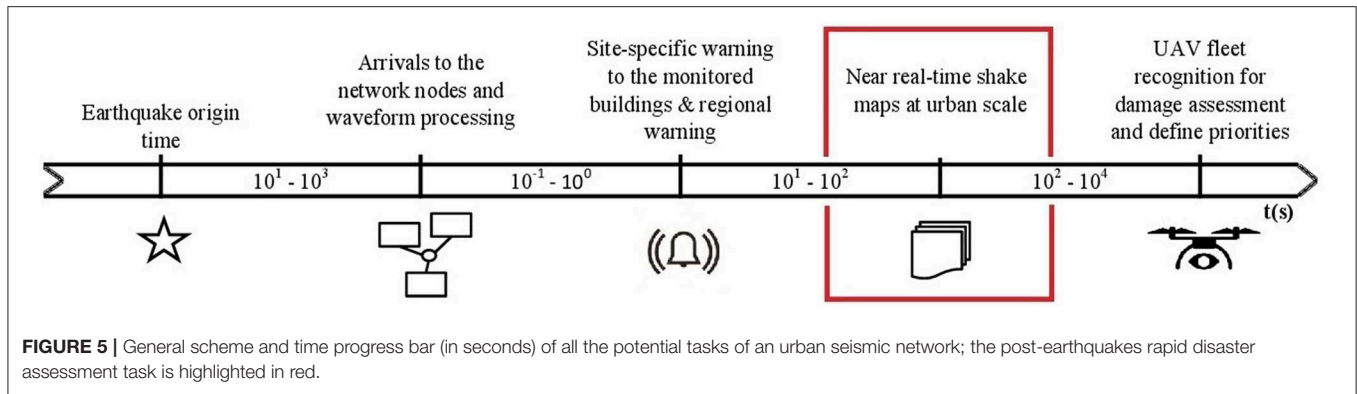 Earthquake origin
time
Arrivals to the
network nodes and
waveform processing
Site-specific warning
to the monitored
buildings & regional
warning
Near real-time shake
maps at urban scale
UAV fleet
recognition for
damage assessment
and define priorities
10¹ - 10³
10⁻¹ - 10⁰
10¹ - 10²
10² - 10⁴
t(s)
FIGURE 5 | General scheme and time progress bar (in seconds) of all the potential tasks of an urban seismic network; the post-earthquakes rapid disaster
assessment task is highlighted in red.